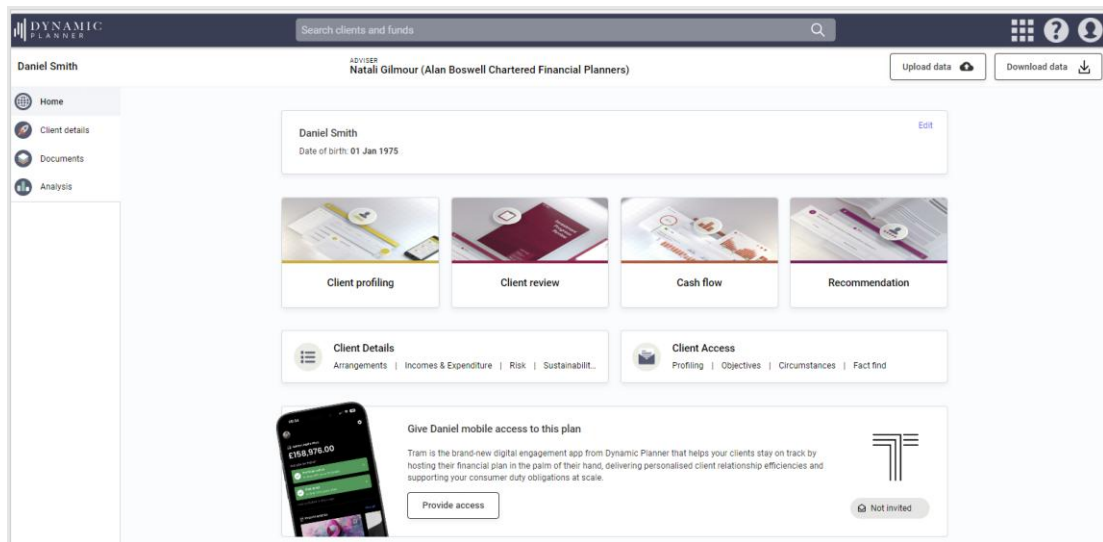 DYNAMIC
PLANNER
Search clients and funds
Daniel Smith
ADVISER
Natali Gilmour (Alan Boswell Chartered Financial Planners)
Upload data
Download data
Home
Client details
Documents
Analysis
Daniel Smith
Edit
Date of birth: 01 Jan 1975
Client profiling
Client review
Cash flow
Recommendation
Client Details
Arrangements | Incomes & Expenditure | Risk | Sustainabilit...
Client Access
Profiling | Objectives | Circumstances | Fact find
£158,976.00
Give Daniel mobile access to this plan
Tram is the brand-new digital engagement app from Dynamic Planner that helps your clients stay on track by
hosting their financial plan in the palm of their hand, delivering personalised client relationship efficiencies and
supporting your consumer duty obligations at scale.
Provide access
Not invited